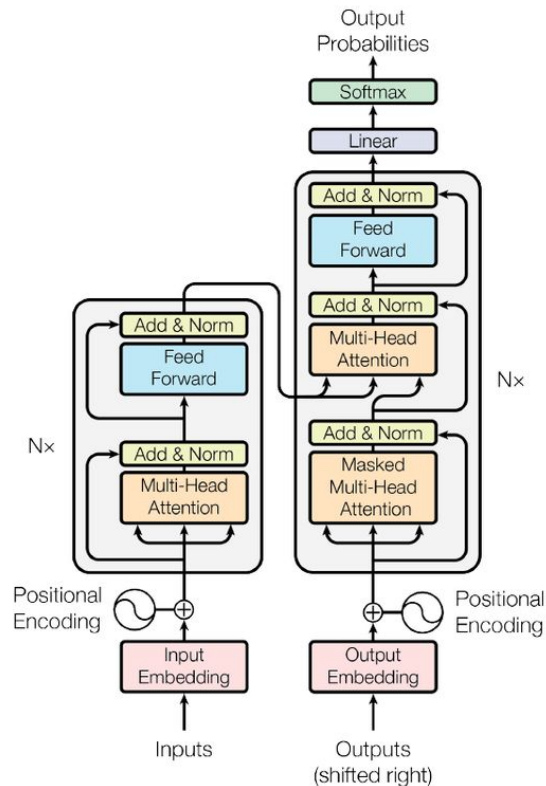 Output
Probabilities
Softmax
Linear
Add & Norm
Feed
Forward
Add & Norm
Multi-Head
Attention
Nx
Add & Norm
Masked
Multi-Head
Attention
Add & Norm
Feed
Forward
Nx
Add & Norm
Multi-Head
Attention
Positional
Encoding
Positional
Encoding
Input
Embedding
Output
Embedding
Inputs
Outputs
(shifted right)